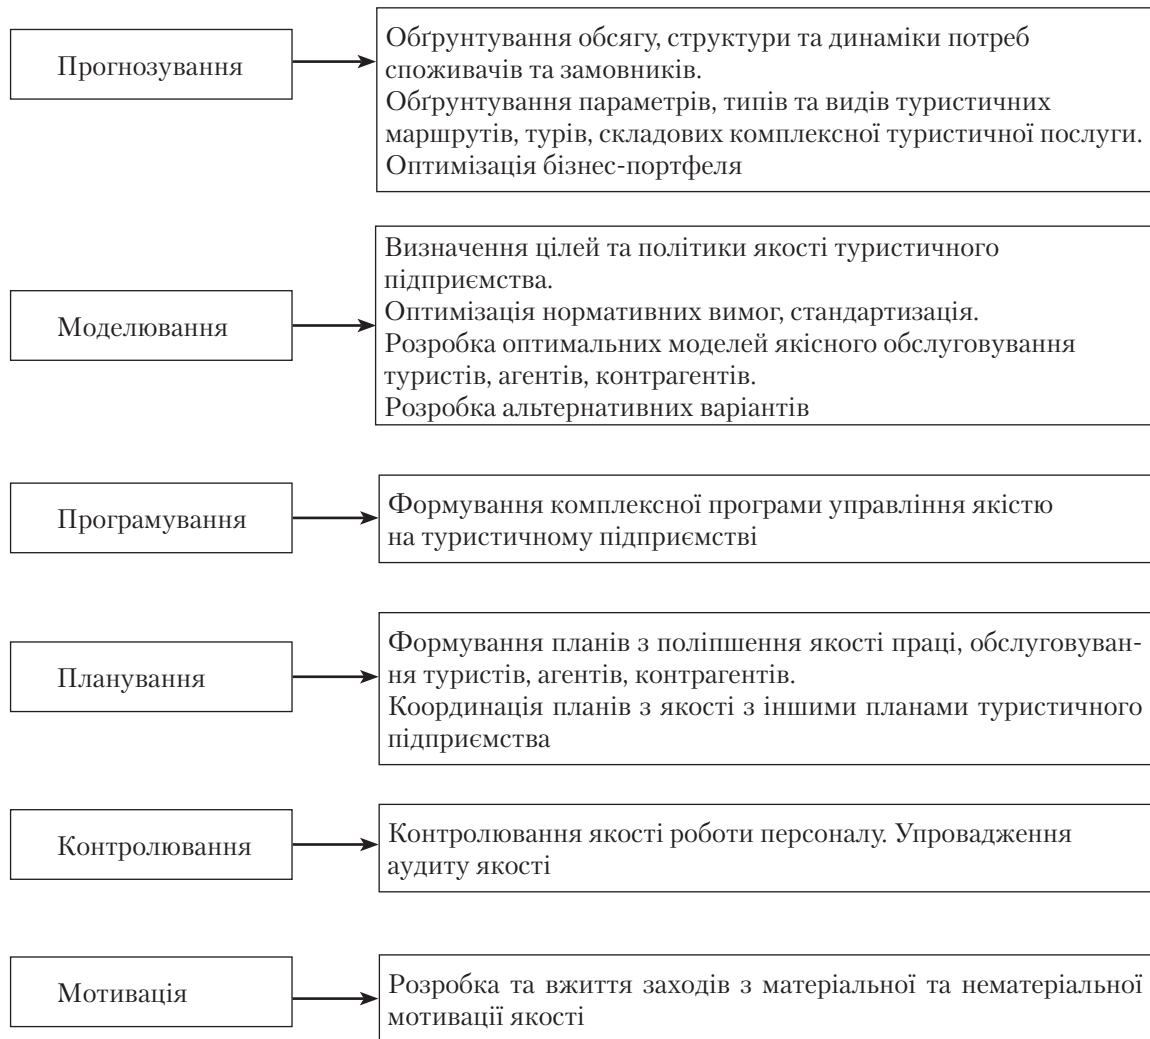 Прогнозування
Обґрунтування обсягу, структури та динаміки потреб
споживачів та замовників.
Обґрунтування параметрів, типів та видів туристичних
маршрутів, турів, складових комплексної туристичної послуги.
Оптимізація бізнес-портфеля
Моделювання
Визначення цілей та політики якості туристичного
підприємства.
Оптимізація нормативних вимог, стандартизація.
Розробка оптимальних моделей якісного обслуговування
туристів, агентів, контрагентів.
Розробка альтернативних варіантів
Програмування
Формування комплексної програми управління якістю
на туристичному підприємстві
Планування
Формування планів з поліпшення якості праці, обслуговуван-
ня туристів, агентів, контрагентів.
Координація планів з якості з іншими планами туристичного
підприємства
Контролювання
Контролювання якості роботи персоналу. Упровадження
аудиту якості
Мотивація
Розробка та вжиття заходів з матеріальної та нематеріальної
мотивації якості